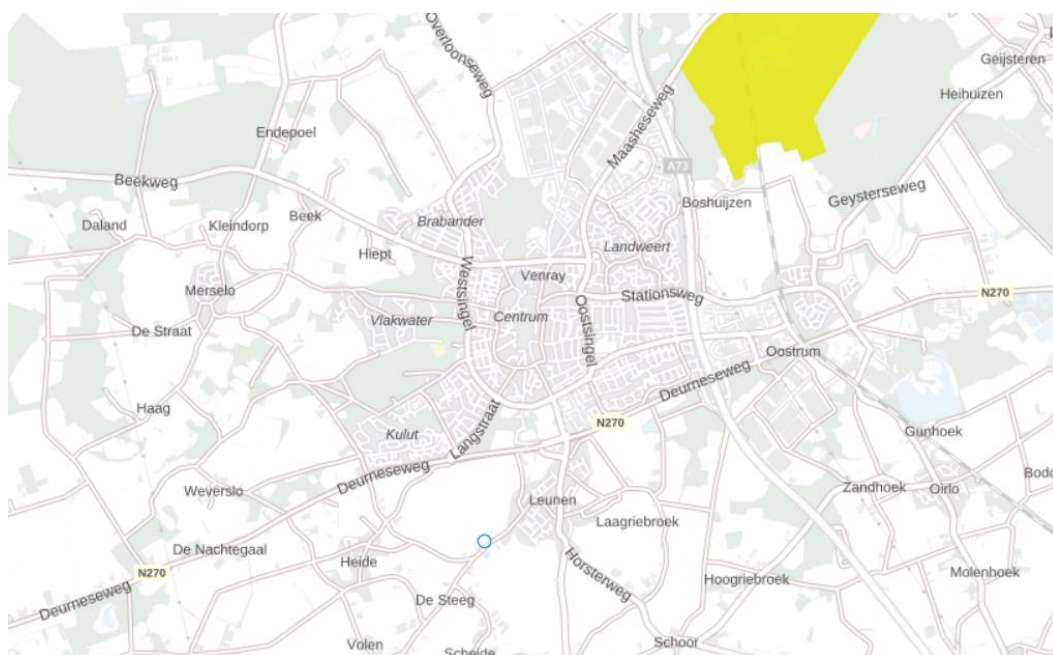 Overloonseweg
Geijsteren
Heihuizen
Maasheseweg
Endepoel
A73
Beekweg
Boshuijzen
Geysterseweg
Beek
Daland
Kleindorp
Brabander
Landweert
Hiept
Venray
Westsingel
Merselo
Stationsweg
N270
Vlakwater
Centrum
Oostsingel
De Straat
Oostrum
Deurneseweg
Haag
Langstraat
N270
Kulut
Gunhoek
Deurneseweg
Weverslo
Leunen
Zandhoek
Oirlo
Laagriebroek
De Nachtegaal
Heide
Horsterweg
N270
Hoogriebroek
Molenhoek
Deurneseweg
De Steeg
Volen
Scheide
Schoor